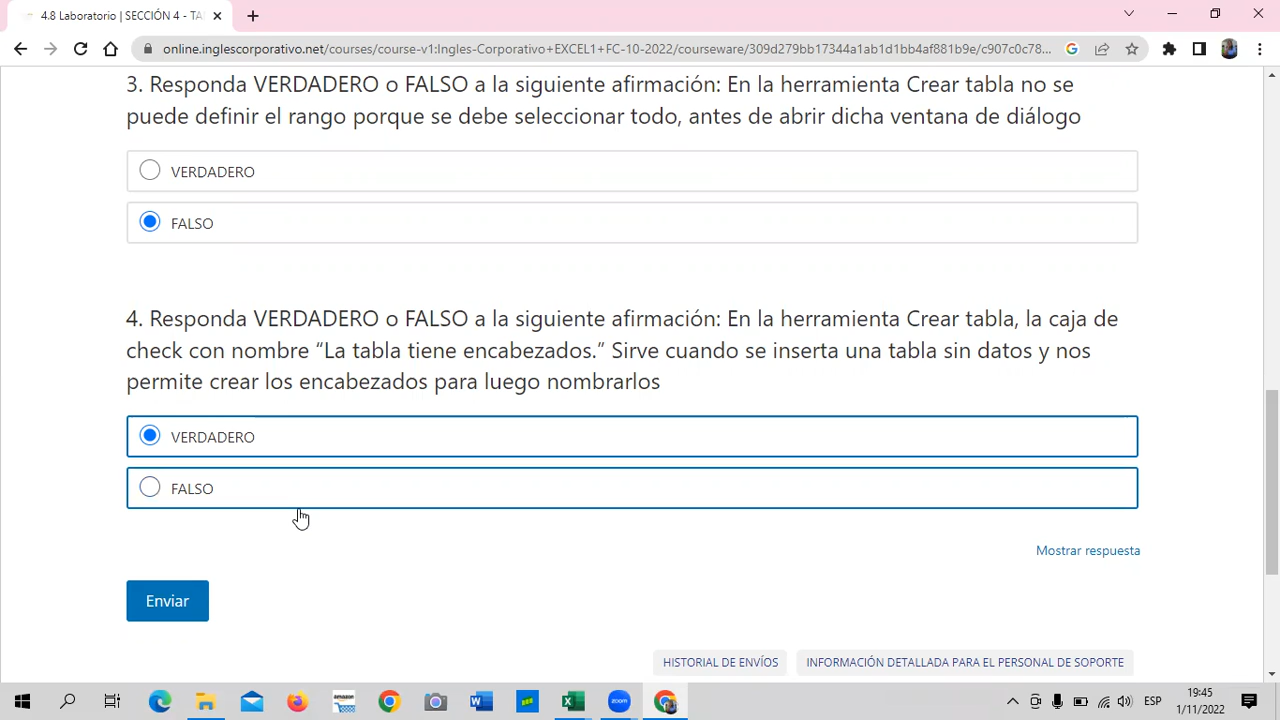 4.8 Laboratorio | SECCIÓN 4 - TA
online.inglescorporativo.net/courses/course-v1:Ingles-Corporativo+EXCEL1+FC-10-2022/courseware/309d279bb17344a1ab1d1bb4af881b9e/c907c0c78...
3. Responda VERDADERO o FALSO a la siguiente afirmación: En la herramienta Crear tabla no se
puede definir el rango porque se debe seleccionar todo, antes de abrir dicha ventana de diálogo
VERDADERO
FALSO
4. Responda VERDADERO o FALSO a la siguiente afirmación: En la herramienta Crear tabla, la caja de
check con nombre “La tabla tiene encabezados.” Sirve cuando se inserta una tabla sin datos y nos
permite crear los encabezados para luego nombrarlos
VERDADERO
FALSO
Mostrar respuesta
Enviar
HISTORIAL DE ENVÍOS
INFORMACIÓN DETALLADA PARA EL PERSONAL DE SOPORTE
amazon
zoom
ESP
19:45
1/11/2022